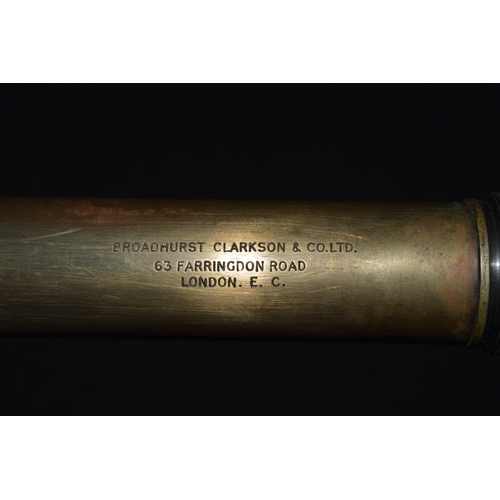 BROADHURST CLARKSON & CO. LTD.
63 FARRINGDON ROAD
LONDON. E. C.